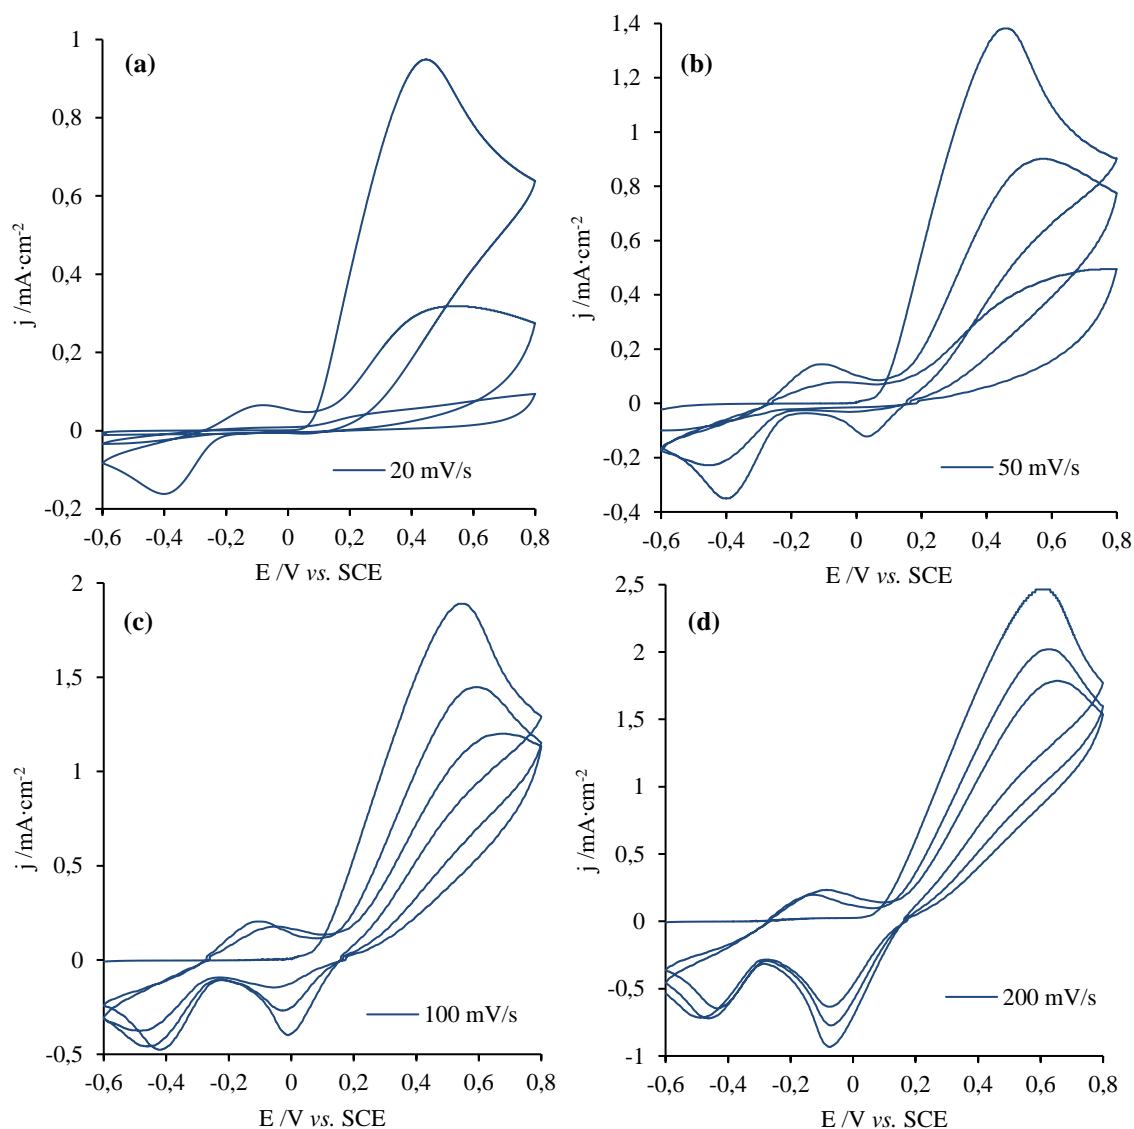 (a)
1
0,8
0,6
0,4
0,2
0
-0,2
j /mA·cm-2
20 mV/s
-0,6 -0,4 -0,2 0 0,2 0,4 0,6 0,8
E /V vs. SCE
(b)
1,4
1,2
1
0,8
0,6
0,4
0,2
0
-0,2
-0,4
j /mA·cm-2
50 mV/s
-0,6 -0,4 -0,2 0 0,2 0,4 0,6 0,8
E /V vs. SCE
(c)
2
1,5
1
0,5
0
-0,5
j /mA·cm-2
100 mV/s
-0,6 -0,4 -0,2 0 0,2 0,4 0,6 0,8
E /V vs. SCE
(d)
2,5
2
1,5
1
0,5
0
-0,5
-1
j /mA·cm-2
200 mV/s
-0,6 -0,4 -0,2 0 0,2 0,4 0,6 0,8
E /V vs. SCE